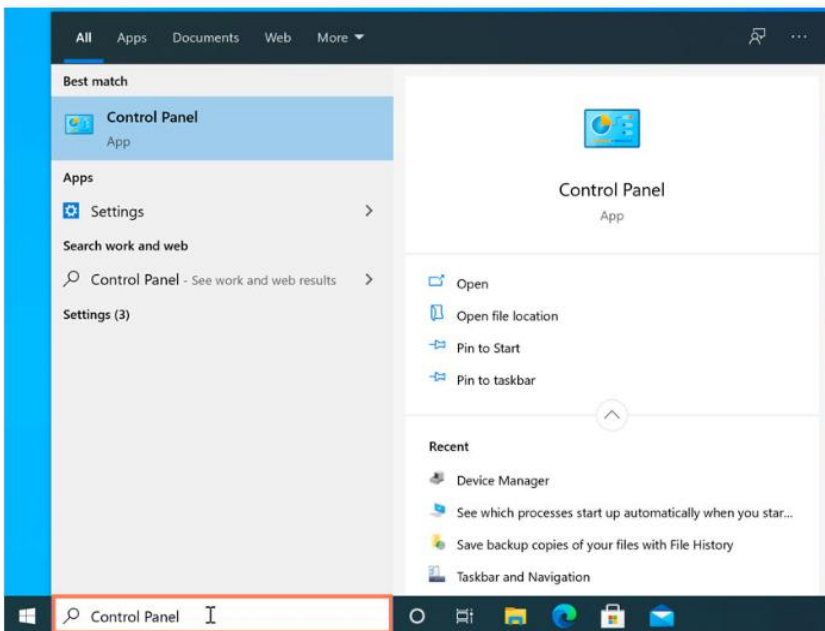 All Apps Documents Web More
Best match
Control Panel
App
Apps
Settings
Search work and web
Control Panel - See work and web results
Settings (3)
Control Panel
App
Open
Open file location
Pin to Start
Pin to taskbar
Recent
Device Manager
See which processes start up automatically when you star...
Save backup copies of your files with File History
Taskbar and Navigation
Control Panel